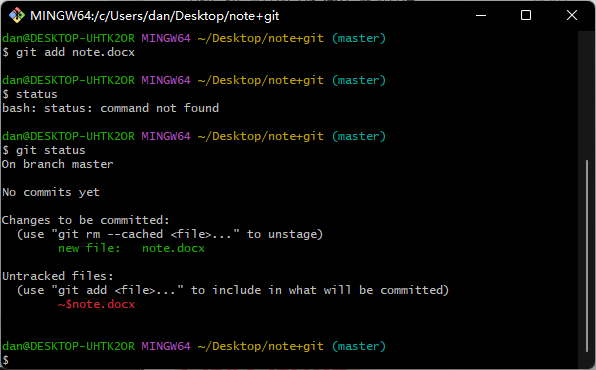 MINGW64:/c/Users/dan/Desktop/note+git
dan@DESKTOP-UHTK2OR MINGW64 ~/Desktop/note+git (master)
$ git add note.docx
dan@DESKTOP-UHTK2OR MINGW64 ~/Desktop/note+git (master)
$ status
bash: status: command not found
dan@DESKTOP-UHTK2OR MINGW64 ~/Desktop/note+git (master)
$ git status
On branch master
No commits yet
Changes to be committed:
(use "git rm --cached <file>..." to unstage)
new file:   note.docx
Untracked files:
(use "git add <file>..." to include in what will be committed)
~$note.docx
dan@DESKTOP-UHTK2OR MINGW64 ~/Desktop/note+git (master)
$